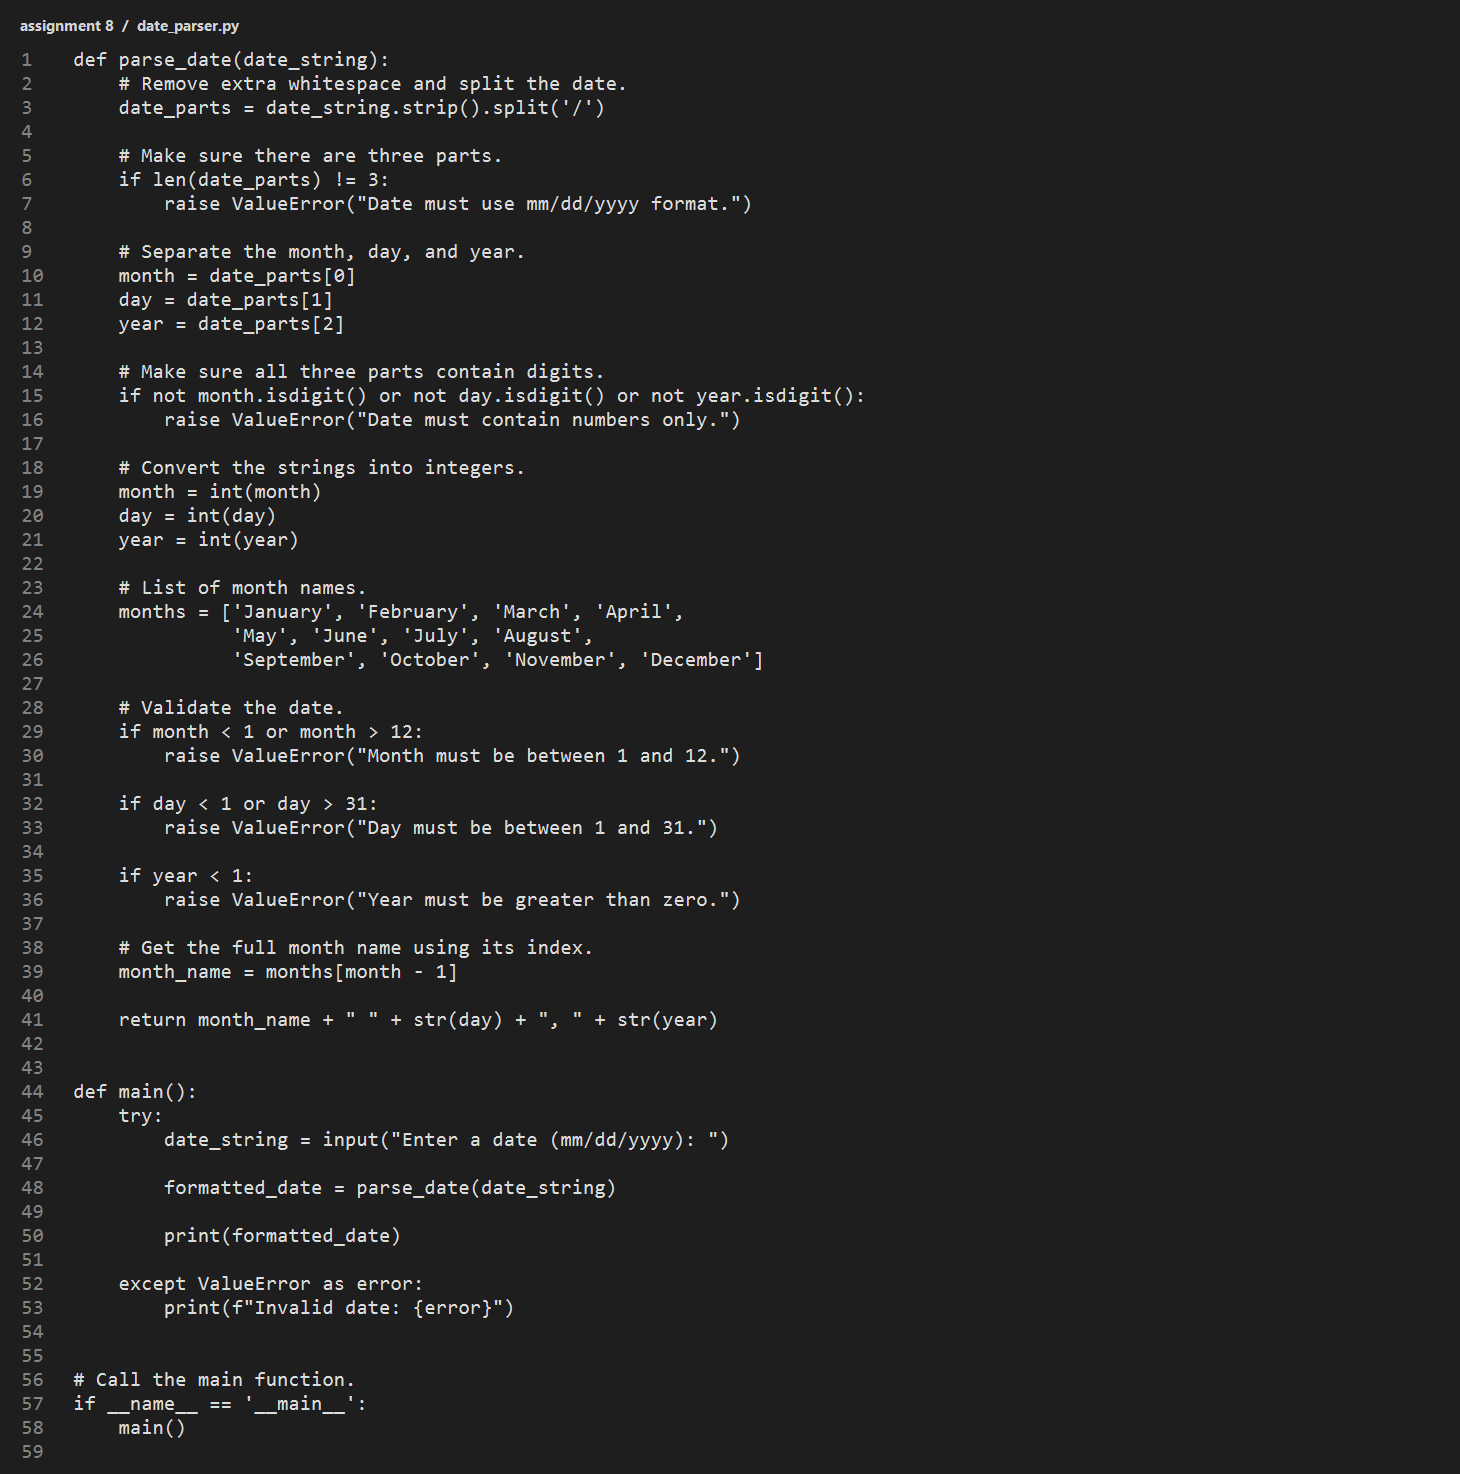 assignment 8 / date_parser.py
1 def parse_date(date_string):
2     # Remove extra whitespace and split the date.
3     date_parts = date_string.strip().split('/')
4
5     # Make sure there are three parts.
6     if len(date_parts) != 3:
7         raise ValueError("Date must use mm/dd/yyyy format.")
8
9     # Separate the month, day, and year.
10     month = date_parts[0]
11     day = date_parts[1]
12     year = date_parts[2]
13
14     # Make sure all three parts contain digits.
15     if not month.isdigit() or not day.isdigit() or not year.isdigit():
16         raise ValueError("Date must contain numbers only.")
17
18     # Convert the strings into integers.
19     month = int(month)
20     day = int(day)
21     year = int(year)
22
23     # List of month names.
24     months = ['January', 'February', 'March', 'April',
25               'May', 'June', 'July', 'August',
26               'September', 'October', 'November', 'December']
27
28     # Validate the date.
29     if month < 1 or month > 12:
30         raise ValueError("Month must be between 1 and 12.")
31
32     if day < 1 or day > 31:
33         raise ValueError("Day must be between 1 and 31.")
34
35     if year < 1:
36         raise ValueError("Year must be greater than zero.")
37
38     # Get the full month name using its index.
39     month_name = months[month - 1]
40
41     return month_name + " " + str(day) + ", " + str(year)
42
43
44 def main():
45     try:
46         date_string = input("Enter a date (mm/dd/yyyy): ")
47
48         formatted_date = parse_date(date_string)
49
50         print(formatted_date)
51
52     except ValueError as error:
53         print(f"Invalid date: {error}")
54
55
56 # Call the main function.
57 if __name__ == '__main__':
58     main()
59